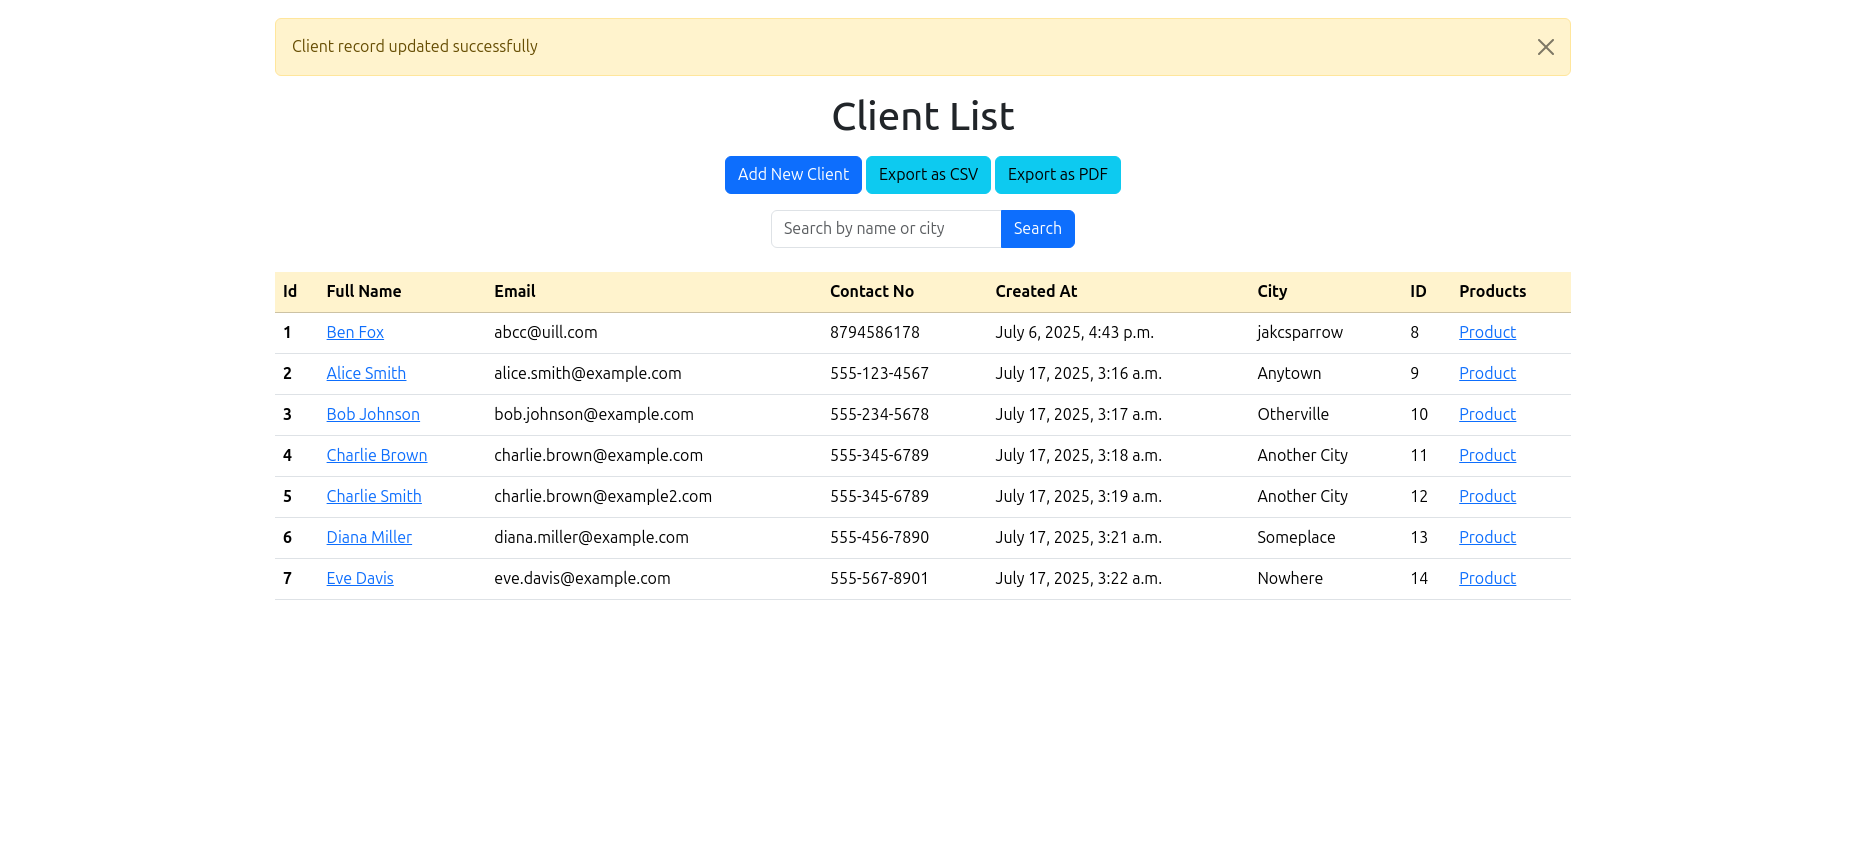 Client record updated successfully
Client List
Add New Client Export as CSV Export as PDF
Search by name or city Search
Id Full Name Email Contact No Created At City ID Products
1 Ben Fox abcc@uill.com 8794586178 July 6, 2025, 4:43 p.m. jakcsparrow 8 Product
2 Alice Smith alice.smith@example.com 555-123-4567 July 17, 2025, 3:16 a.m. Anytown 9 Product
3 Bob Johnson bob.johnson@example.com 555-234-5678 July 17, 2025, 3:17 a.m. Otherville 10 Product
4 Charlie Brown charlie.brown@example.com 555-345-6789 July 17, 2025, 3:18 a.m. Another City 11 Product
5 Charlie Smith charlie.brown@example2.com 555-345-6789 July 17, 2025, 3:19 a.m. Another City 12 Product
6 Diana Miller diana.miller@example.com 555-456-7890 July 17, 2025, 3:21 a.m. Someplace 13 Product
7 Eve Davis eve.davis@example.com 555-567-8901 July 17, 2025, 3:22 a.m. Nowhere 14 Product